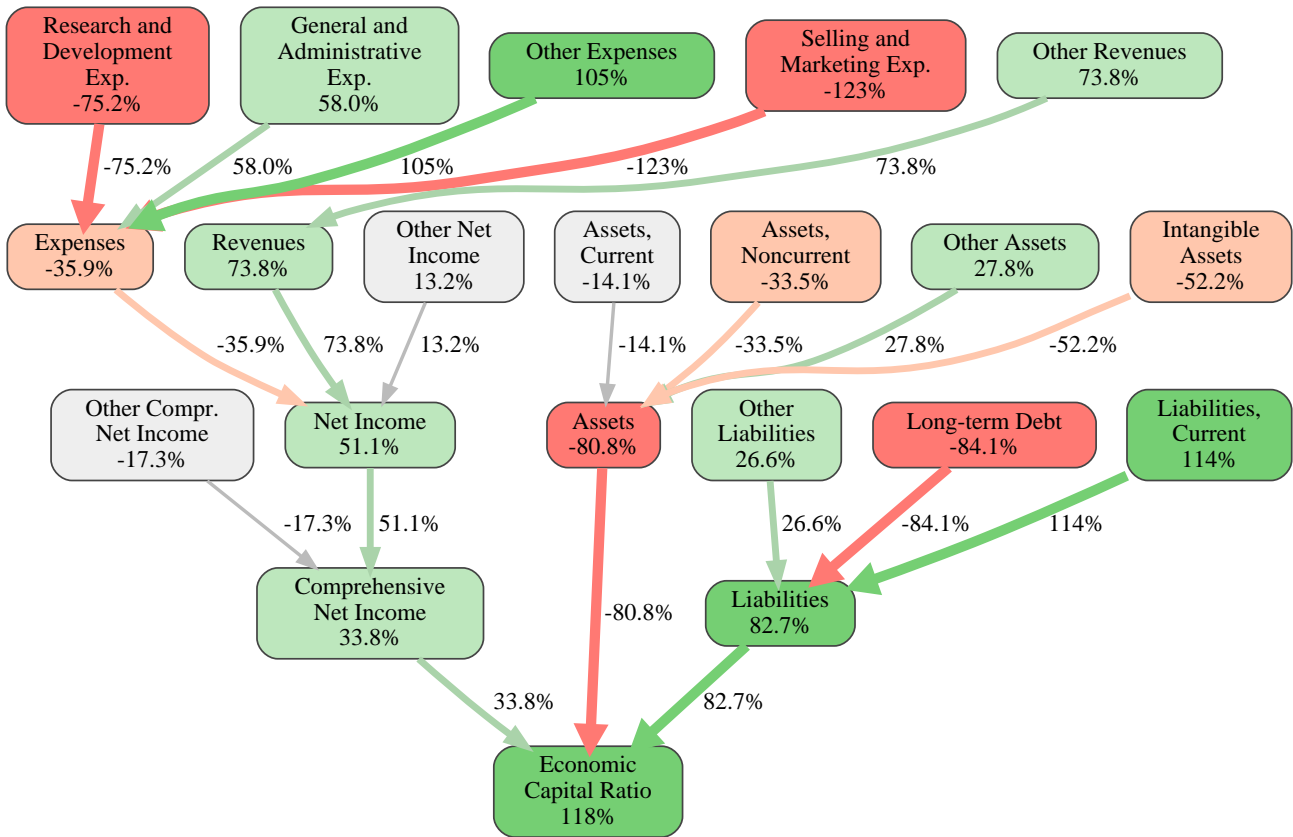 Research and
Development
Exp.
-75.2%
General and
Administrative
Exp.
58.0%
Other Expenses
105%
Selling and
Marketing Exp.
-123%
Other Revenues
73.8%
-75.2%
58.0%
105%
-123%
73.8%
Expenses
-35.9%
Revenues
73.8%
Other Net
Income
13.2%
Assets,
Current
-14.1%
Assets,
Noncurrent
-33.5%
Other Assets
27.8%
Intangible
Assets
-52.2%
-35.9%
73.8%
13.2%
-14.1%
-33.5%
27.8%
-52.2%
Other Compr.
Net Income
-17.3%
Net Income
51.1%
Assets
-80.8%
Other
Liabilities
26.6%
Long-term Debt
-84.1%
Liabilities,
Current
114%
-17.3%
51.1%
26.6%
-84.1%
114%
Comprehensive
Net Income
33.8%
-80.8%
Liabilities
82.7%
33.8%
82.7%
Economic
Capital Ratio
118%